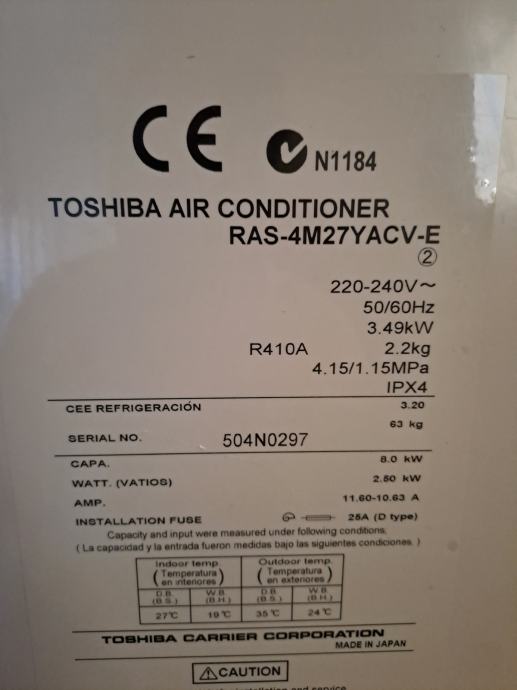 CE N1184
TOSHIBA AIR CONDITIONER
RAS-4M27YACV-E
②
220-240V~
50/60Hz
3.49kW
R410A 2.2kg
4.15/1.15MPa
IPX4
CEE REFRIGERACIÓN 3.20
63 kg
SERIAL NO. 504N0297
CAPA. 8.0 kW
WATT. (VATIOS) 2.50 kW
AMP. 11.60-10.63 A
INSTALLATION FUSE 25A (D type)
Capacity and input were measured under following conditions.
( La capacidad y la entrada fueron medidas bajo las siguientes condiciones. )
Indoor temp. Outdoor temp.
( Temperatura en interiores ) ( Temperatura en exteriores )
D.B. W.B. D.B. W.B.
(B.S.) (B.H.) (B.S.) (B.H.)
27°C 19°C 35°C 24°C
TOSHIBA CARRIER CORPORATION
MADE IN JAPAN
⚠CAUTION